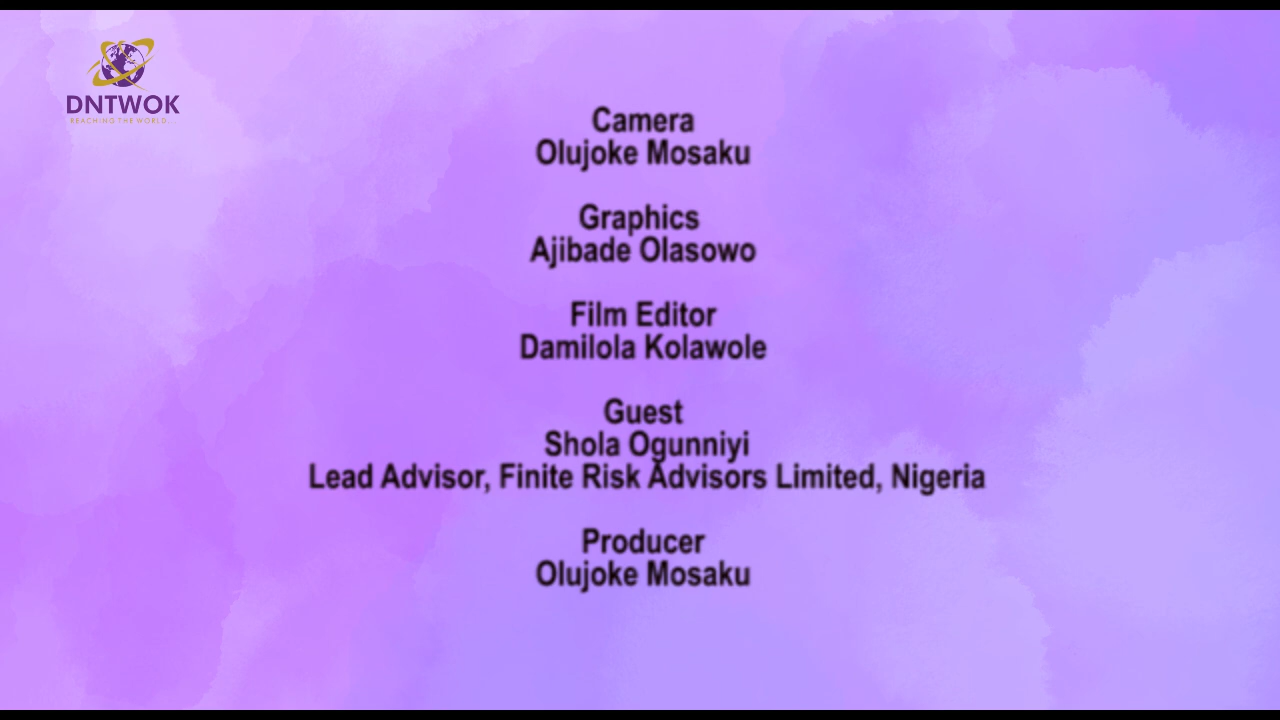 DNTWOK
REACHING THE WORLD...
Camera
Olujoke Mosaku
Graphics
Ajibade Olasowo
Film Editor
Damilola Kolawole
Guest
Shola Ogunniyi
Lead Advisor, Finite Risk Advisors Limited, Nigeria
Producer
Olujoke Mosaku